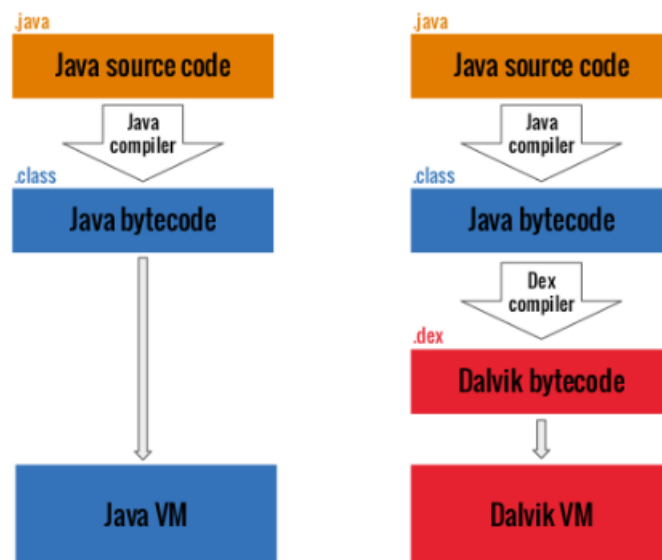 .java
Java source code
Java
compiler
.class
Java bytecode
Java VM
.java
Java source code
Java
compiler
.class
Java bytecode
Dex
compiler
.dex
Dalvik bytecode
Dalvik VM